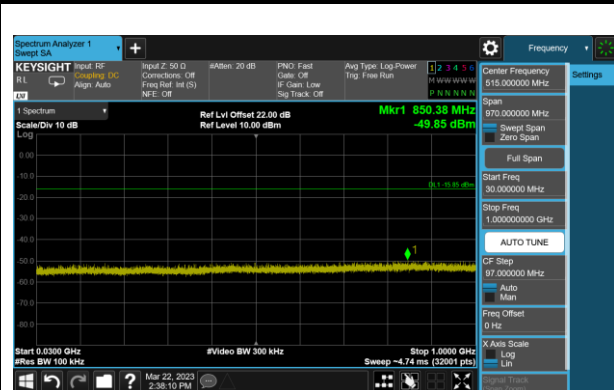 Spectrum Analyzer 1
Swept SA
Frequency
KEYSIGHT
RL
LXI
Input: RF
Coupling: DC
Align: Auto
Input Z: 50 Ω
Corrections: Off
Freq Ref: Int (S)
NFE: Off
#Atten: 20 dB
PNO: Fast
Gate: Off
IF Gain: Low
Sig Track: Off
Avg Type: Log-Power
Trig: Free Run
1 2 3 4 5 6
M W W W W W
P N N N N N
Center Frequency
515.000000 MHz
Settings
Span
970.000000 MHz
Swept Span
Zero Span
Full Span
Start Freq
30.000000 MHz
Stop Freq
1.000000000 GHz
AUTO TUNE
CF Step
97.000000 MHz
Auto
Man
Freq Offset
0 Hz
X Axis Scale
Log
Lin
Signal Track
1 Spectrum
Scale/Div 10 dB
Log
Ref Lvl Offset 22.00 dB
Ref Level 10.00 dBm
Mkr1 850.38 MHz
-49.85 dBm
0.00
-10.0
-20.0
-30.0
-40.0
-50.0
-60.0
-70.0
-80.0
DL1 -15.85 dBm
1
Start 0.0300 GHz
#Res BW 100 kHz
#Video BW 300 kHz
Stop 1.0000 GHz
Sweep ~4.74 ms (32001 pts)
?
Mar 22, 2023
2:38:10 PM